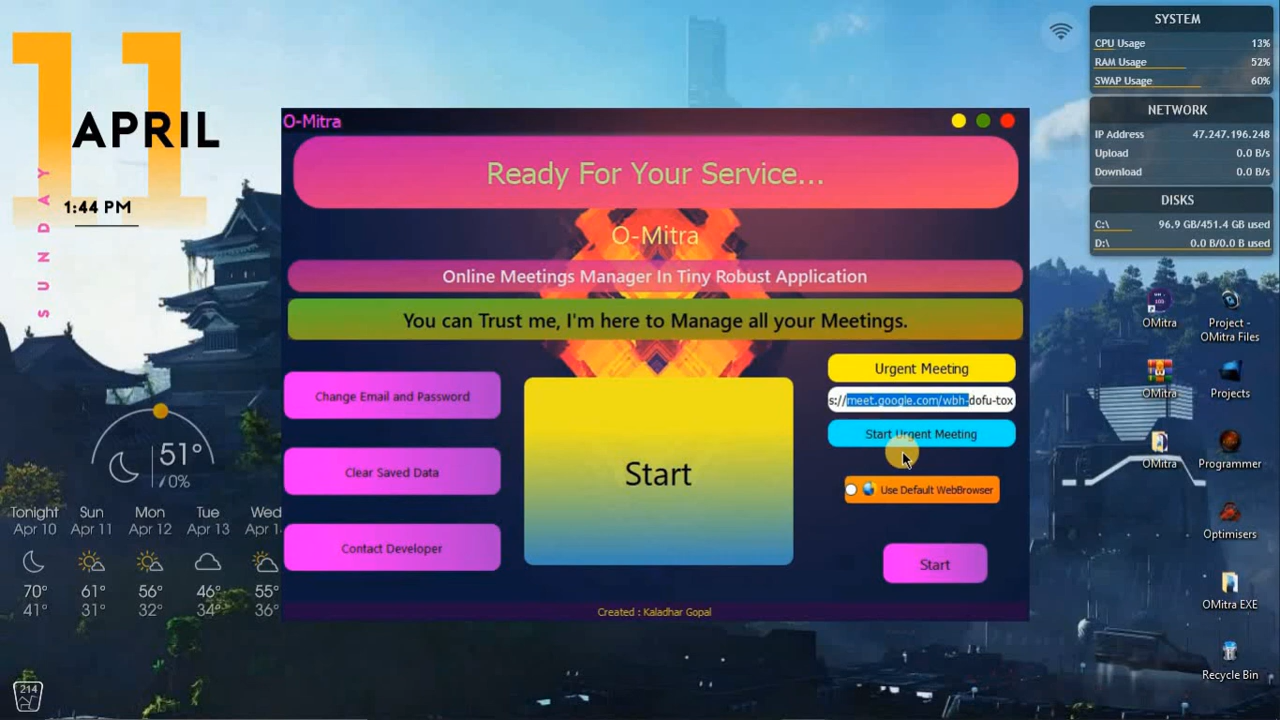 11
APRIL
SUNDAY
1:44 PM
51°
0%
Tonight Sun Mon Tue Wed
Apr 10 Apr 11 Apr 12 Apr 13 Apr 1
70° 61° 56° 46° 55°
41° 31° 32° 34° 36°
214
O-Mitra
Ready For Your Service...
O-Mitra
Online Meetings Manager In Tiny Robust Application
You can Trust me, I'm here to Manage all your Meetings.
Change Email and Password
Clear Saved Data
Contact Developer
Start
Urgent Meeting
s://meet.google.com/wbh-dofu-tox
Start Urgent Meeting
Use Default WebBrowser
Start
Created : Kaladhar Gopal
SYSTEM
CPU Usage 13%
RAM Usage 52%
SWAP Usage 60%
NETWORK
IP Address 47.247.196.248
Upload 0.0 B/s
Download 0.0 B/s
DISKS
C:\ 96.9 GB/451.4 GB used
D:\ 0.0 B/0.0 B used
OMitra
Project -
OMitra Files
OMitra
Projects
OMitra
Programmer
Optimisers
OMitra EXE
Recycle Bin